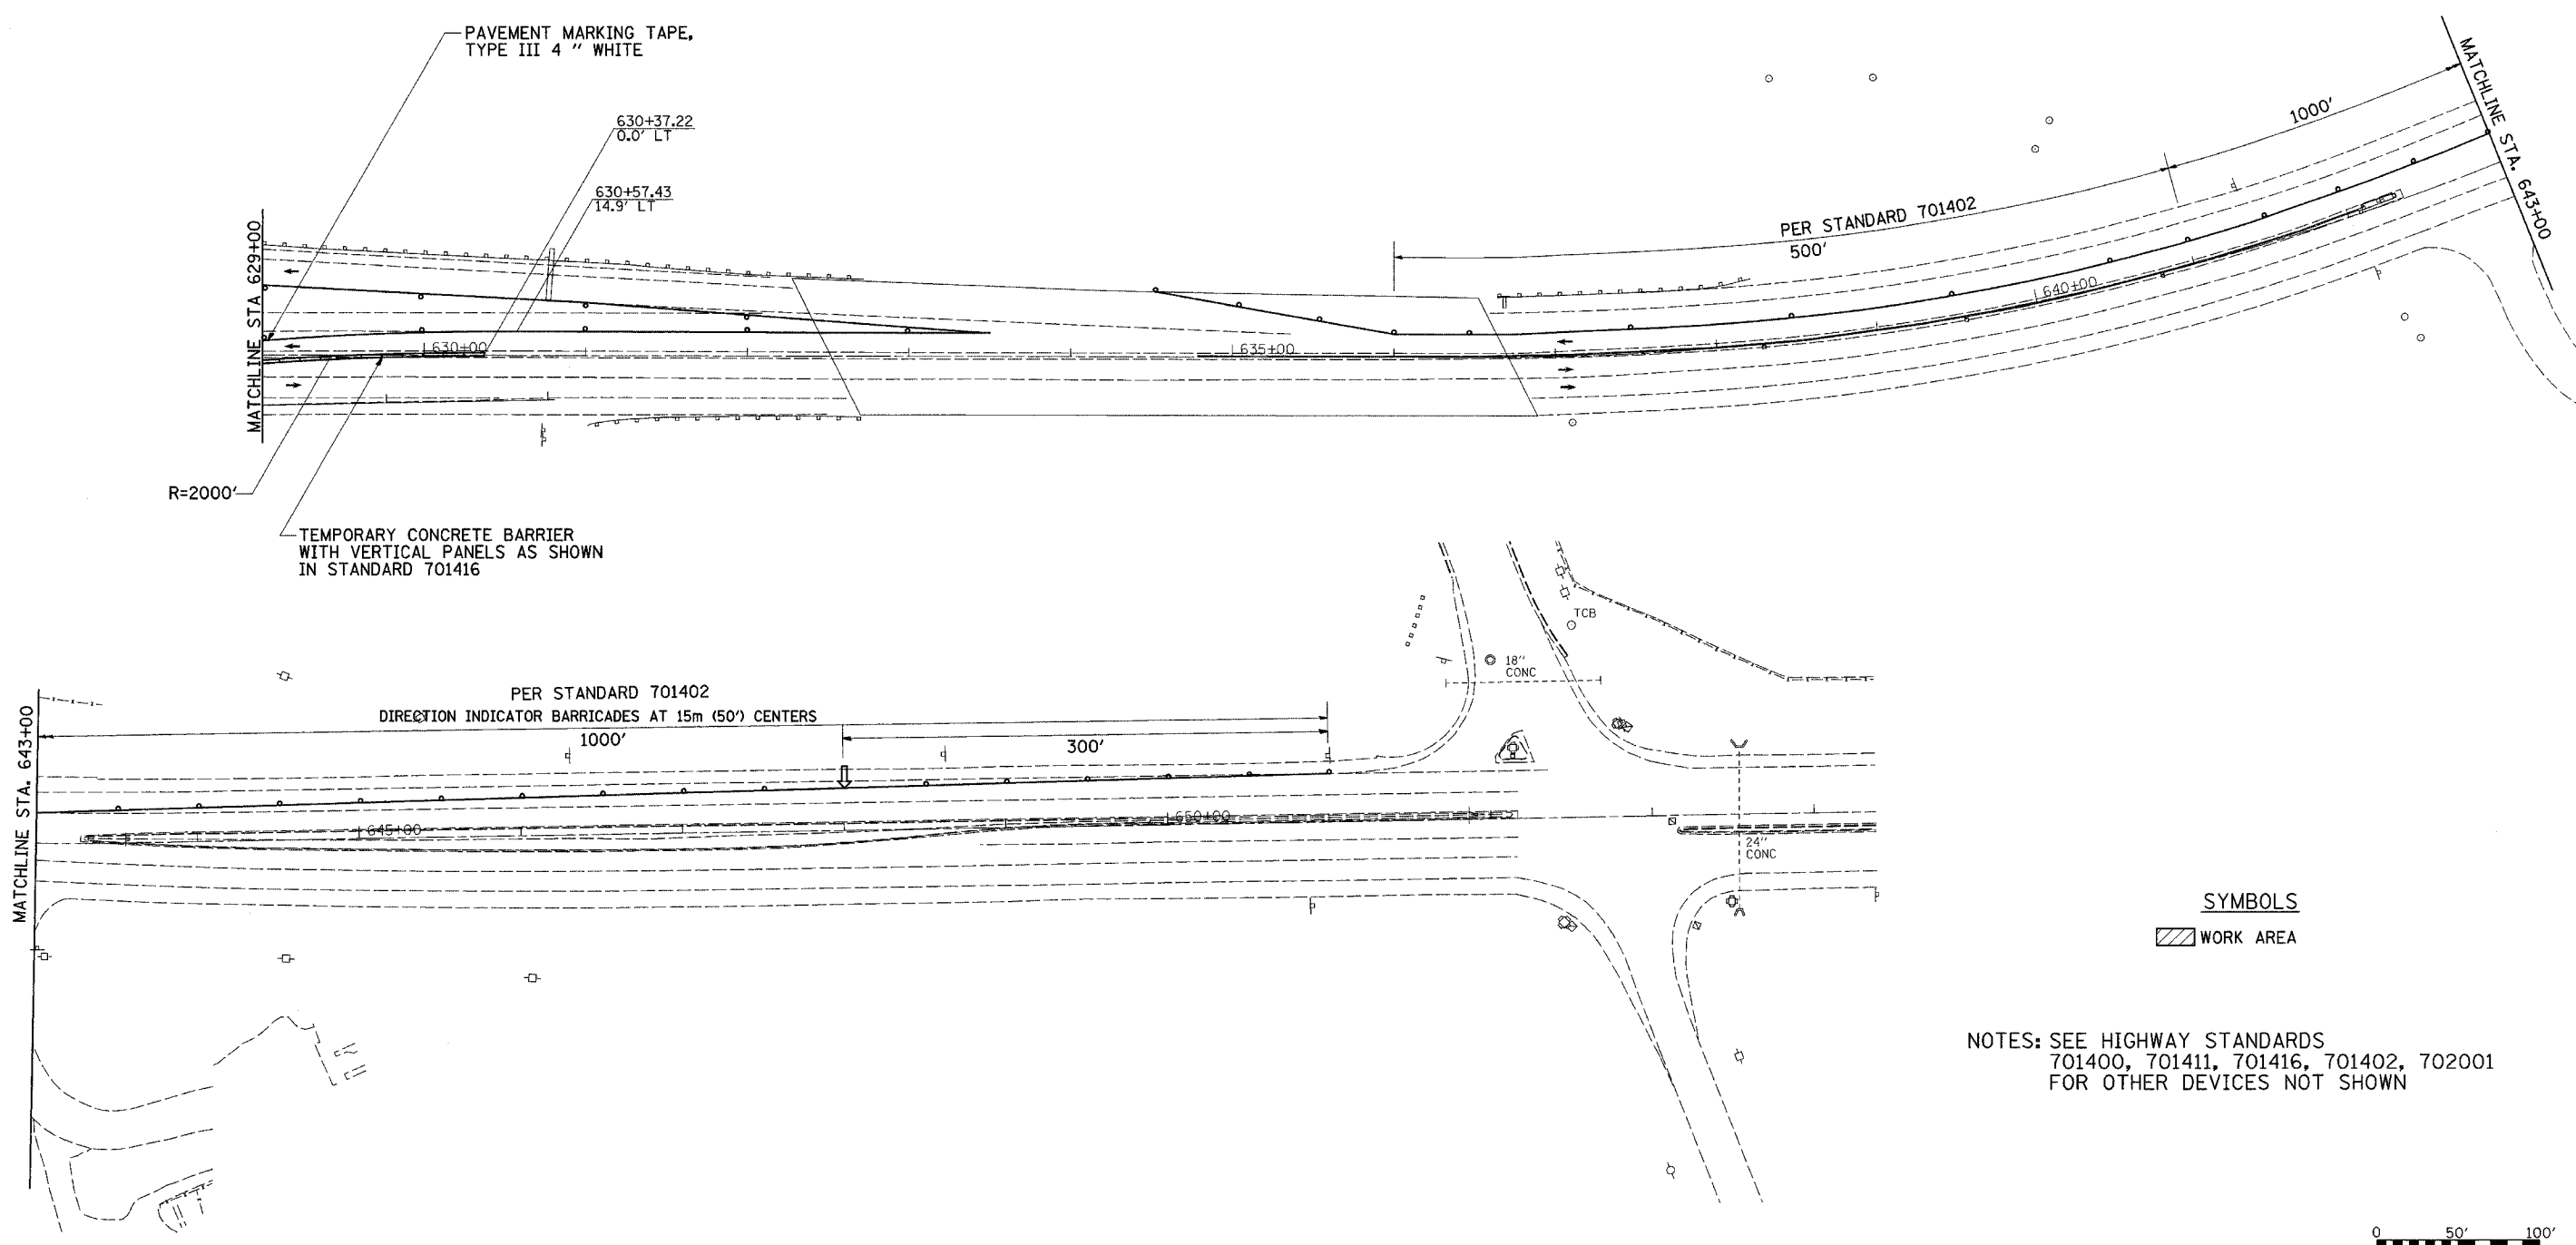 PAVEMENT MARKING TAPE,
TYPE III 4 " WHITE
630+37.22
0.0' LT
630+57.43
14.9' LT
MATCHLINE STA 629+00
630+00
635+00
640+00
PER STANDARD 701402
500'
1000'
MATCHLINE STA. 643+00
R=2000'
TEMPORARY CONCRETE BARRIER
WITH VERTICAL PANELS AS SHOWN
IN STANDARD 701416
MATCHLINE STA. 643+00
PER STANDARD 701402
DIRECTION INDICATOR BARRICADES AT 15m (50') CENTERS
1000'
300'
645+00
650+00
TCB
18"
CONC
24"
CONC
SYMBOLS
WORK AREA
NOTES: SEE HIGHWAY STANDARDS
701400, 701411, 701416, 701402, 702001
FOR OTHER DEVICES NOT SHOWN
0 50' 100'